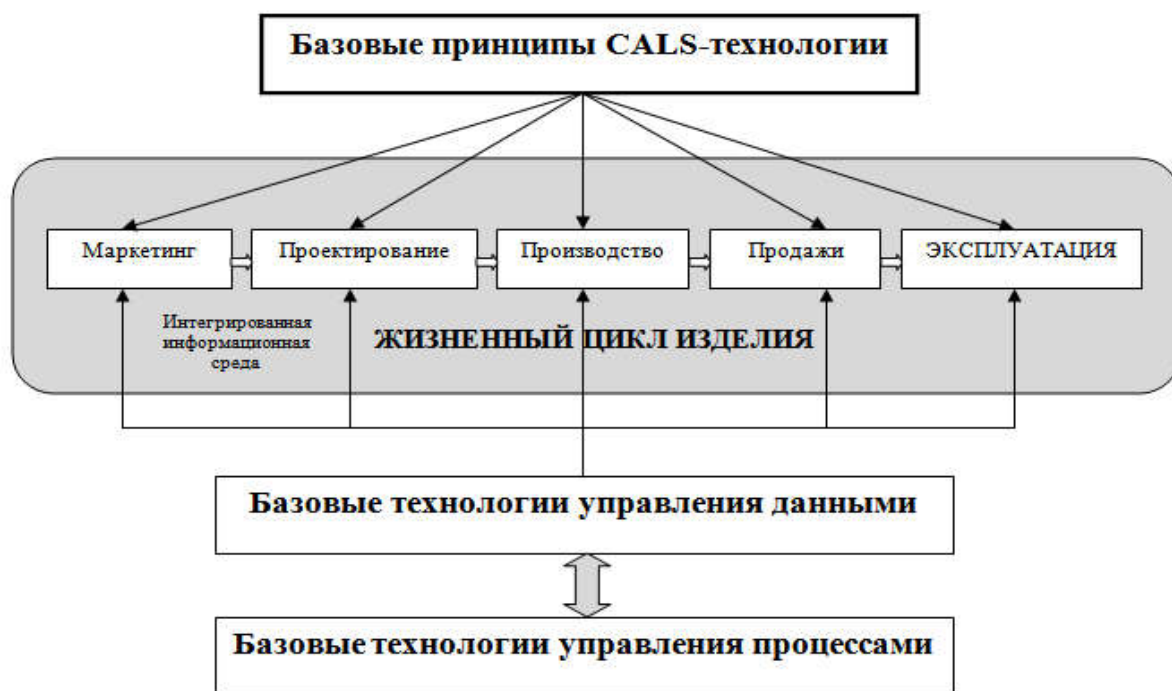 Базовые принципы CALS-технологии
Маркетинг
Проектирование
Производство
Продажи
ЭКСПЛУАТАЦИЯ
Интегрированная
информационная
среда
ЖИЗНЕННЫЙ ЦИКЛ ИЗДЕЛИЯ
Базовые технологии управления данными
Базовые технологии управления процессами